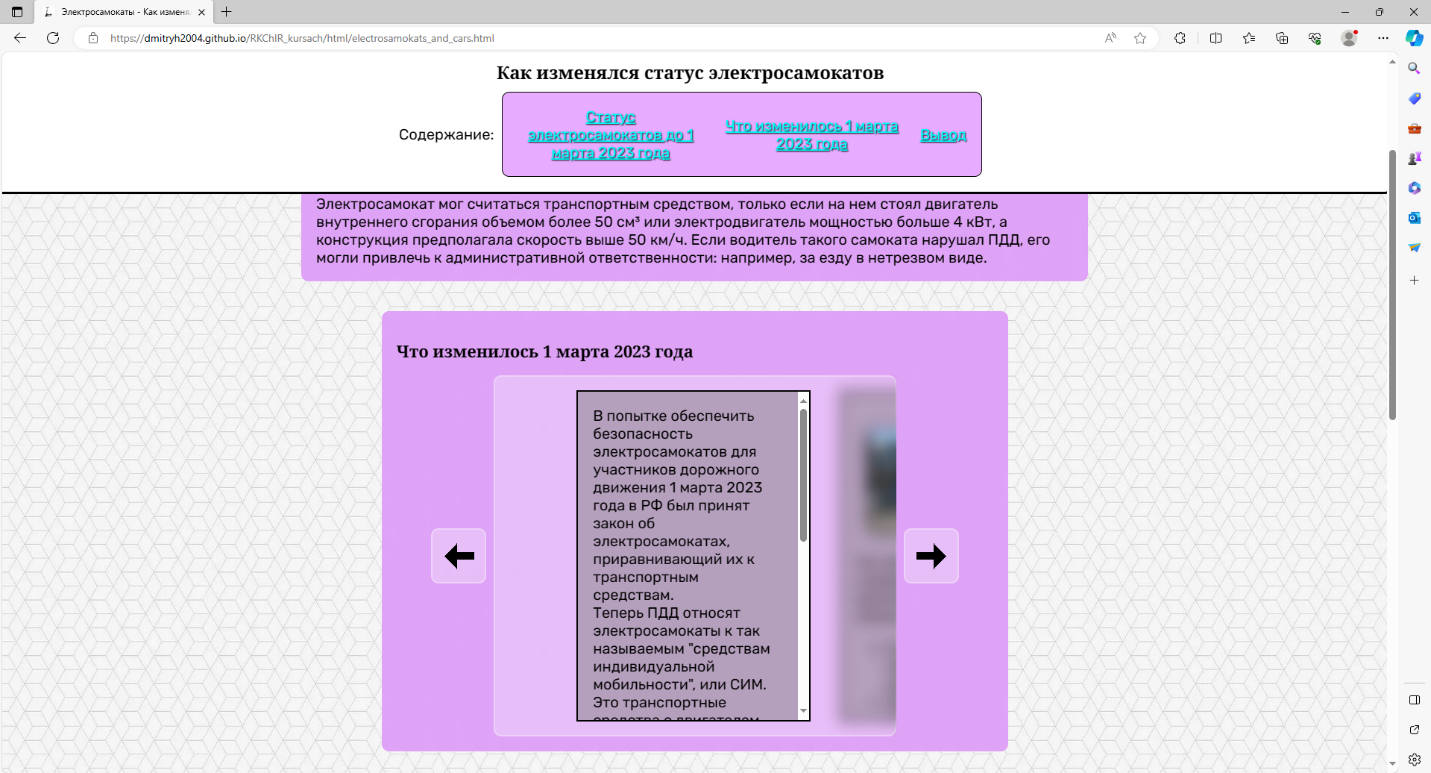 Электросамокаты - Как изменял
https://dmitryh2004.github.io/RKChIR_kursach/html/electrosamokats_and_cars.html
Как изменялся статус электросамокатов
Содержание:
Статус
электросамокатов до 1
марта 2023 года
Что изменилось 1 марта
2023 года
Вывод
Электросамокат мог считаться транспортным средством, только если на нем стоял двигатель
внутреннего сгорания объемом более 50 см³ или электродвигатель мощностью больше 4 кВт, а
конструкция предполагала скорость выше 50 км/ч. Если водитель такого самоката нарушал ПДД, его
могли привлечь к административной ответственности: например, за езду в нетрезвом виде.
Что изменилось 1 марта 2023 года
В попытке обеспечить
безопасность
электросамокатов для
участников дорожного
движения 1 марта 2023
года в РФ был принят
закон об
электросамокатах,
приравнивающий их к
транспортным
средствам.
Теперь ПДД относят
электросамокаты к так
называемым "средствам
индивидуальной
мобильности", или СИМ.
Это транспортные
средства с двигателем